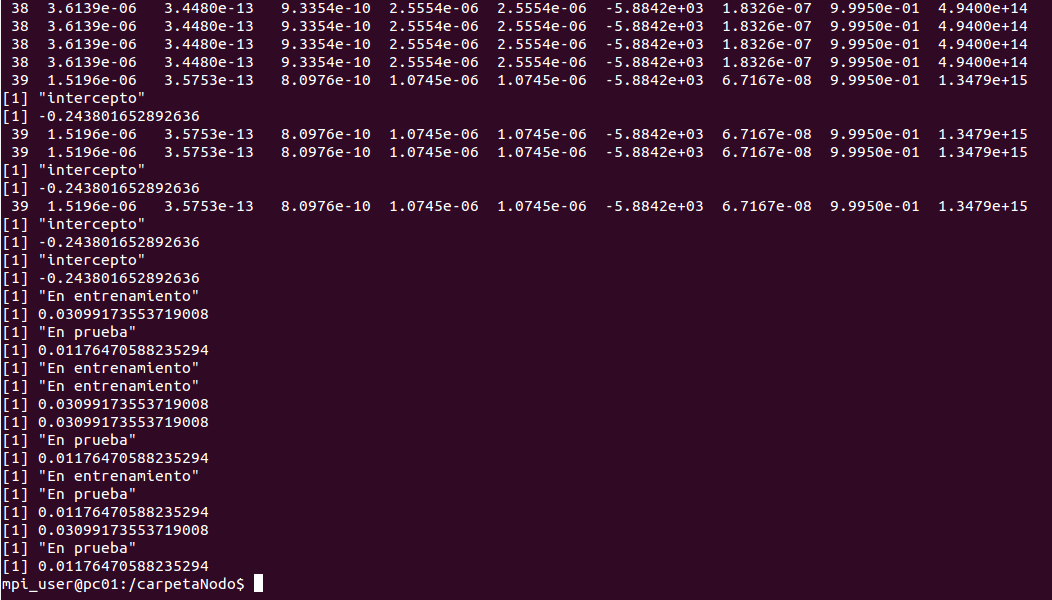 38  3.6139e-06   3.4480e-13   9.3354e-10  2.5554e-06  2.5554e-06  -5.8842e+03  1.8326e-07  9.9950e-01  4.9400e+14
38  3.6139e-06   3.4480e-13   9.3354e-10  2.5554e-06  2.5554e-06  -5.8842e+03  1.8326e-07  9.9950e-01  4.9400e+14
38  3.6139e-06   3.4480e-13   9.3354e-10  2.5554e-06  2.5554e-06  -5.8842e+03  1.8326e-07  9.9950e-01  4.9400e+14
38  3.6139e-06   3.4480e-13   9.3354e-10  2.5554e-06  2.5554e-06  -5.8842e+03  1.8326e-07  9.9950e-01  4.9400e+14
39  1.5196e-06   3.5753e-13   8.0976e-10  1.0745e-06  1.0745e-06  -5.8842e+03  6.7167e-08  9.9950e-01  1.3479e+15
[1] "intercepto"
[1] -0.243801652892636
39  1.5196e-06   3.5753e-13   8.0976e-10  1.0745e-06  1.0745e-06  -5.8842e+03  6.7167e-08  9.9950e-01  1.3479e+15
39  1.5196e-06   3.5753e-13   8.0976e-10  1.0745e-06  1.0745e-06  -5.8842e+03  6.7167e-08  9.9950e-01  1.3479e+15
[1] "intercepto"
[1] -0.243801652892636
39  1.5196e-06   3.5753e-13   8.0976e-10  1.0745e-06  1.0745e-06  -5.8842e+03  6.7167e-08  9.9950e-01  1.3479e+15
[1] "intercepto"
[1] -0.243801652892636
[1] "intercepto"
[1] -0.243801652892636
[1] "En entrenamiento"
[1] 0.03099173553719008
[1] "En prueba"
[1] 0.01176470588235294
[1] "En entrenamiento"
[1] "En entrenamiento"
[1] 0.03099173553719008
[1] 0.03099173553719008
[1] "En prueba"
[1] 0.01176470588235294
[1] "En entrenamiento"
[1] "En prueba"
[1] 0.01176470588235294
[1] 0.03099173553719008
[1] "En prueba"
[1] 0.01176470588235294
mpi_user@pc01:/carpetaNodo$